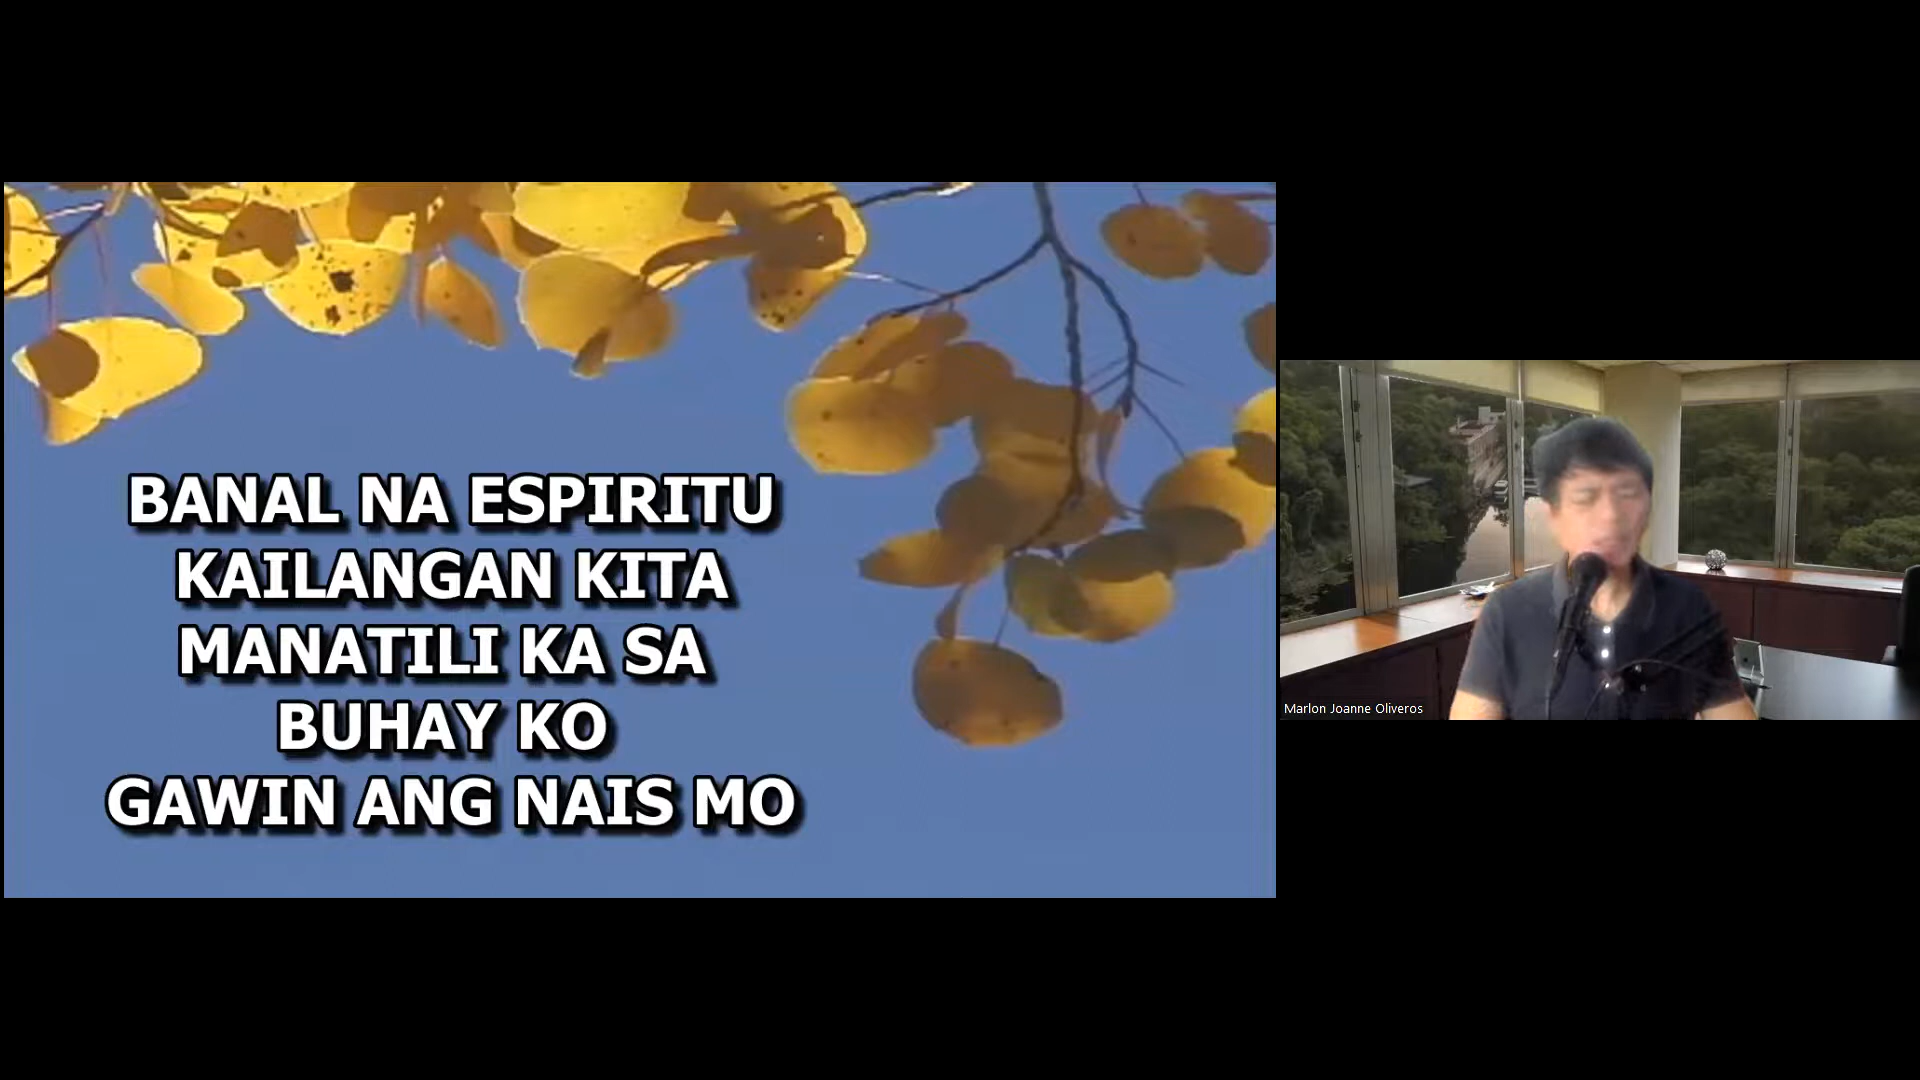 BANAL NA ESPIRITU
KAILANGAN KITA
MANATILI KA SA
BUHAY KO
GAWIN ANG NAIS MO
Marlon Joanne Oliveros